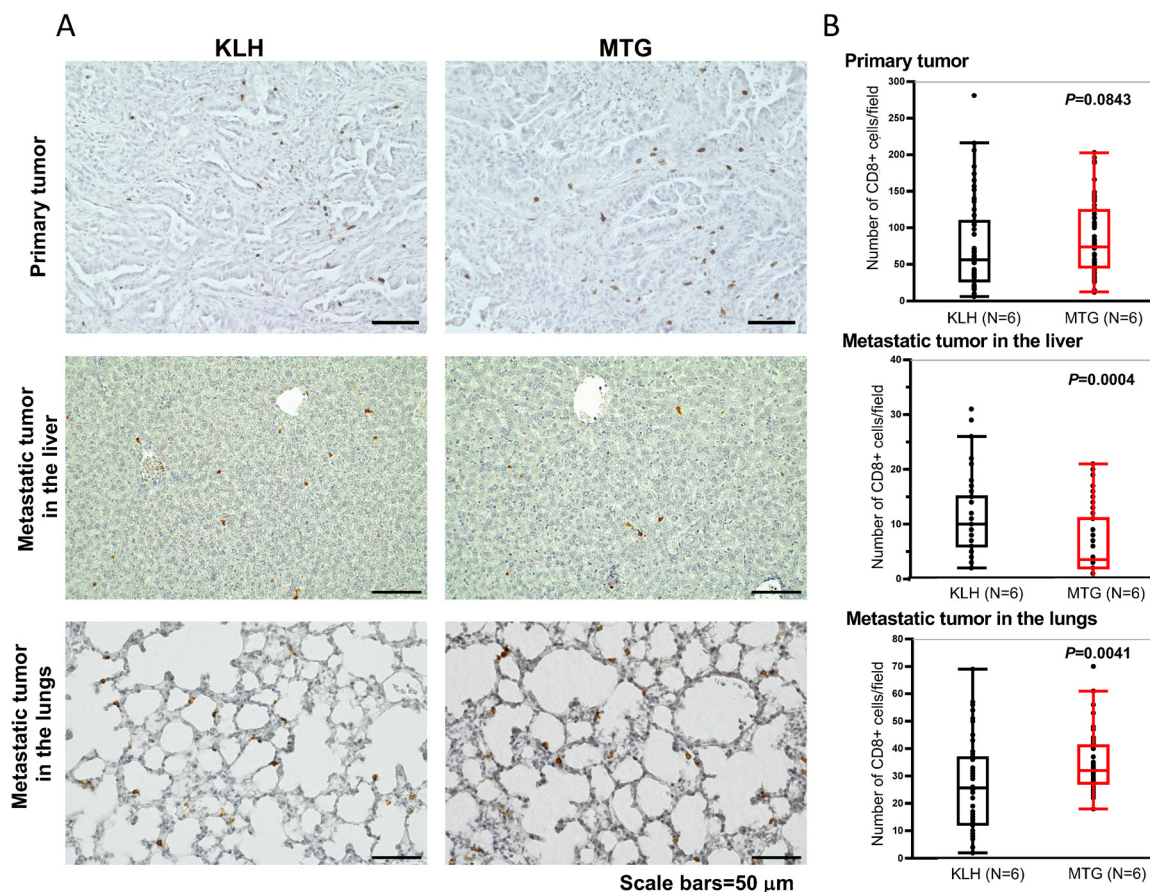 A
KLH
MTG
Primary tumor
Metastatic tumor
in the liver
Metastatic tumor
in the lungs
Scale bars=50 µm
B
Primary tumor
P=0.0843
Number of CD8+ cells/field
300
250
200
150
100
50
0
KLH (N=6)
MTG (N=6)
Metastatic tumor in the liver
P=0.0004
Number of CD8+ cells/field
40
30
20
10
0
KLH (N=6)
MTG (N=6)
Metastatic tumor in the lungs
P=0.0041
Number of CD8+ cells/field
80
70
60
50
40
30
20
10
0
KLH (N=6)
MTG (N=6)